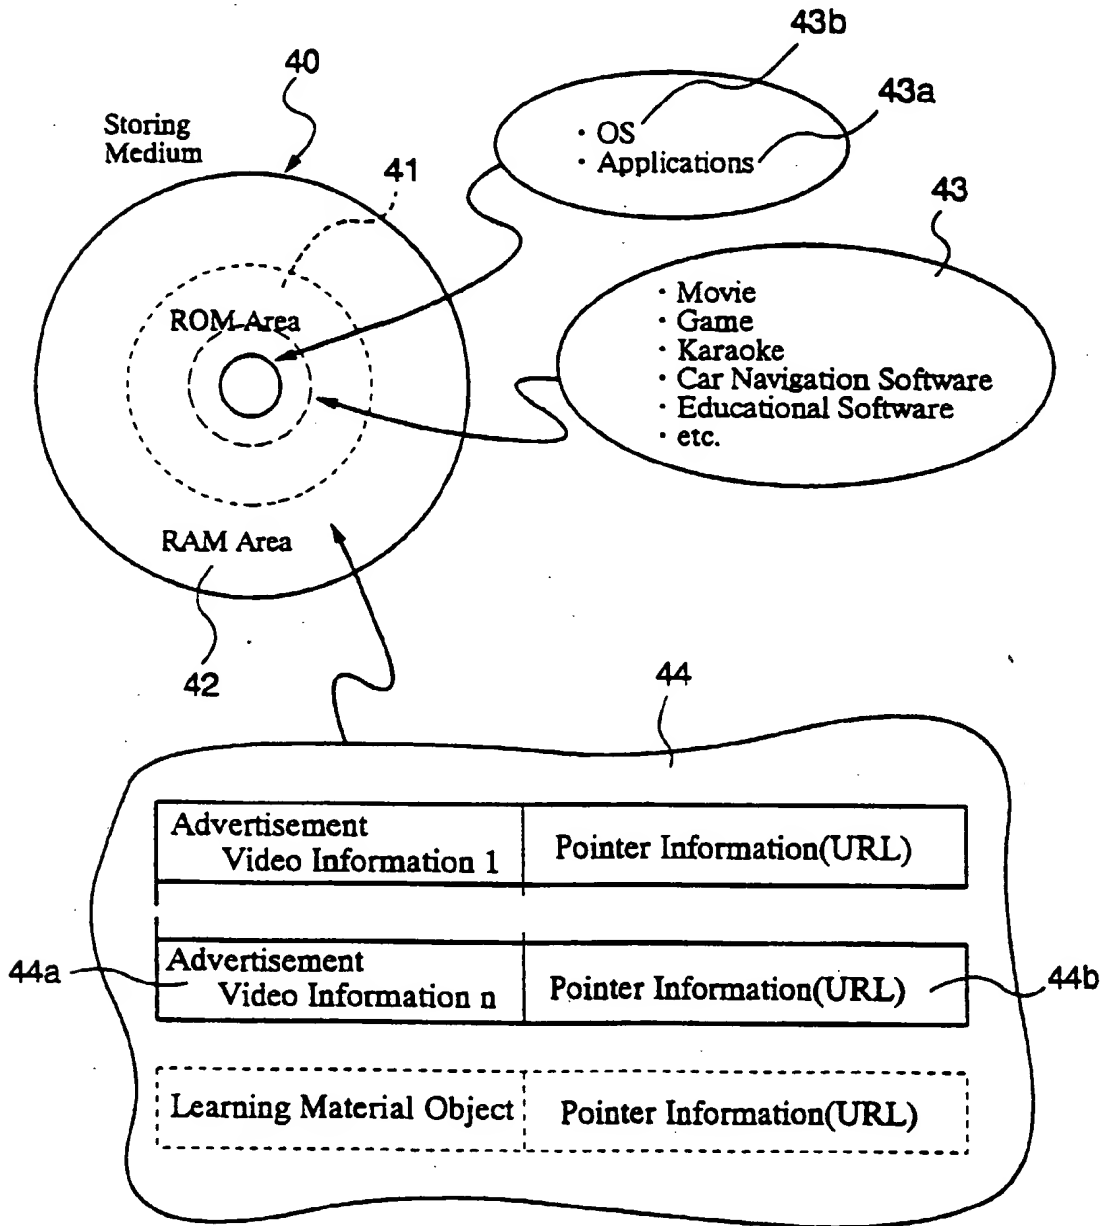 43b
40
43a
Storing
Medium
· OS
· Applications
41
43
ROM Area
· Movie
· Game
· Karaoke
· Car Navigation Software
· Educational Software
· etc.
RAM Area
42
44
Advertisement
Video Information 1
Pointer Information(URL)
44a
Advertisement
Video Information n
Pointer Information(URL)
44b
Learning Material Object
Pointer Information(URL)